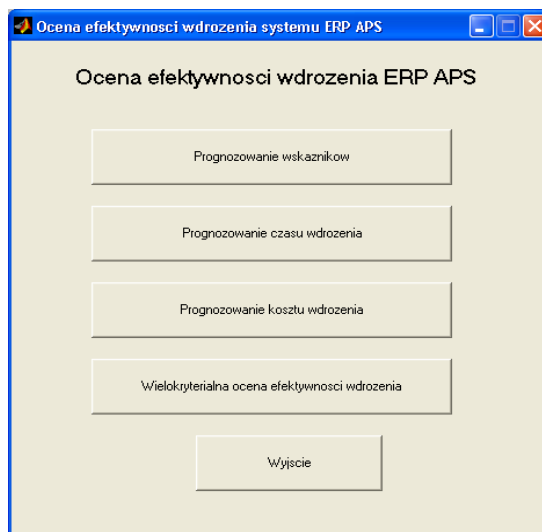 Ocena efektywnosci wdrozenia systemu ERP APS
Ocena efektywnosci wdrozenia ERP APS
Prognozowanie wskaznikow
Prognozowanie czasu wdrozenia
Prognozowanie kosztu wdrozenia
Wielokryterialna ocena efektywnosci wdrozenia
Wyjscie